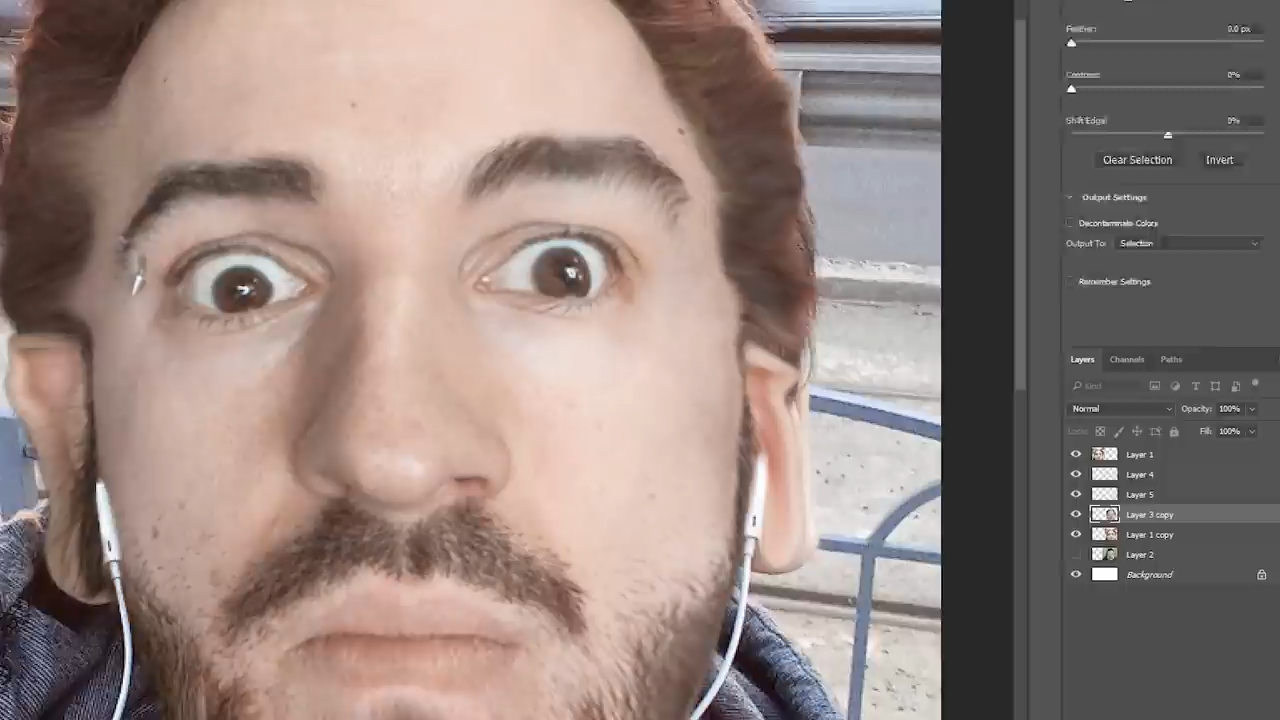 Feather: 0.0 px
Contrast: 0%
Shift Edge: 0%
Clear Selection Invert
Output Settings
Decontaminate Colors
Output To: Selection
Remember Settings
Layers Channels Paths
Kind
Normal Opacity: 100%
Lock: Fill: 100%
Layer 1
Layer 4
Layer 5
Layer 3 copy
Layer 1 copy
Layer 2
Background